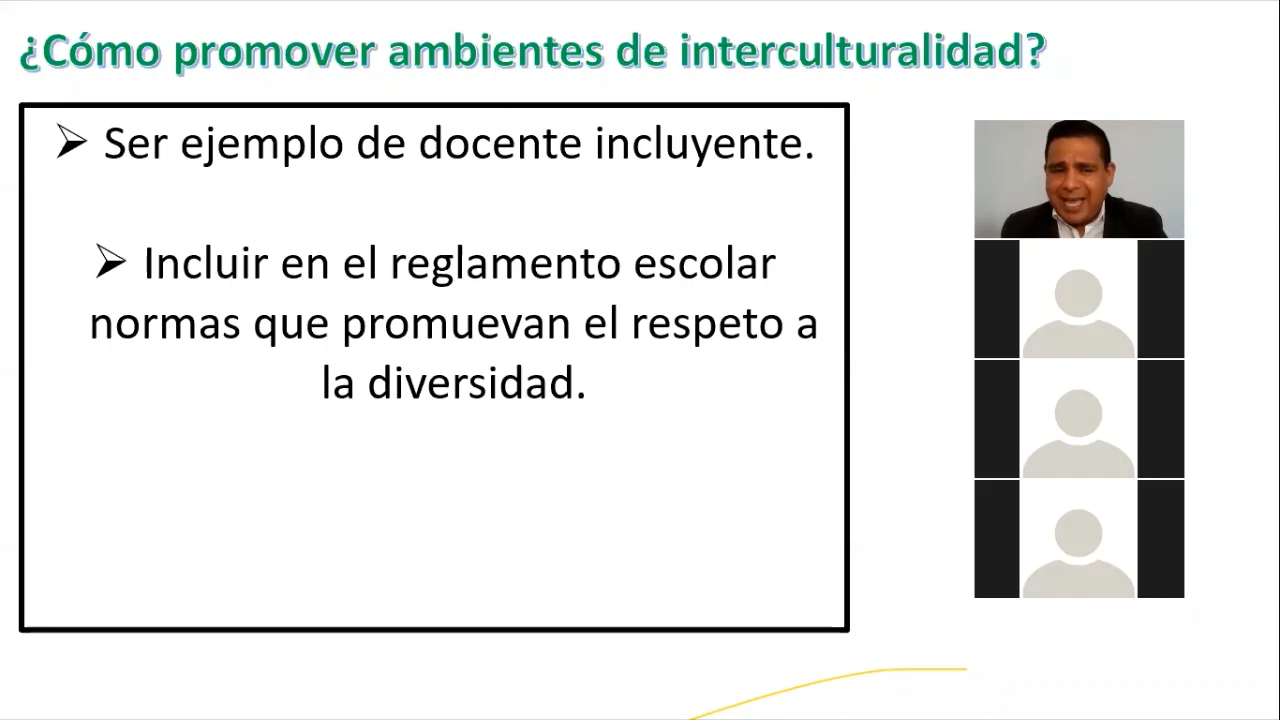 ¿Cómo promover ambientes de interculturalidad?
➢ Ser ejemplo de docente incluyente.
➢ Incluir en el reglamento escolar
normas que promuevan el respeto a
la diversidad.